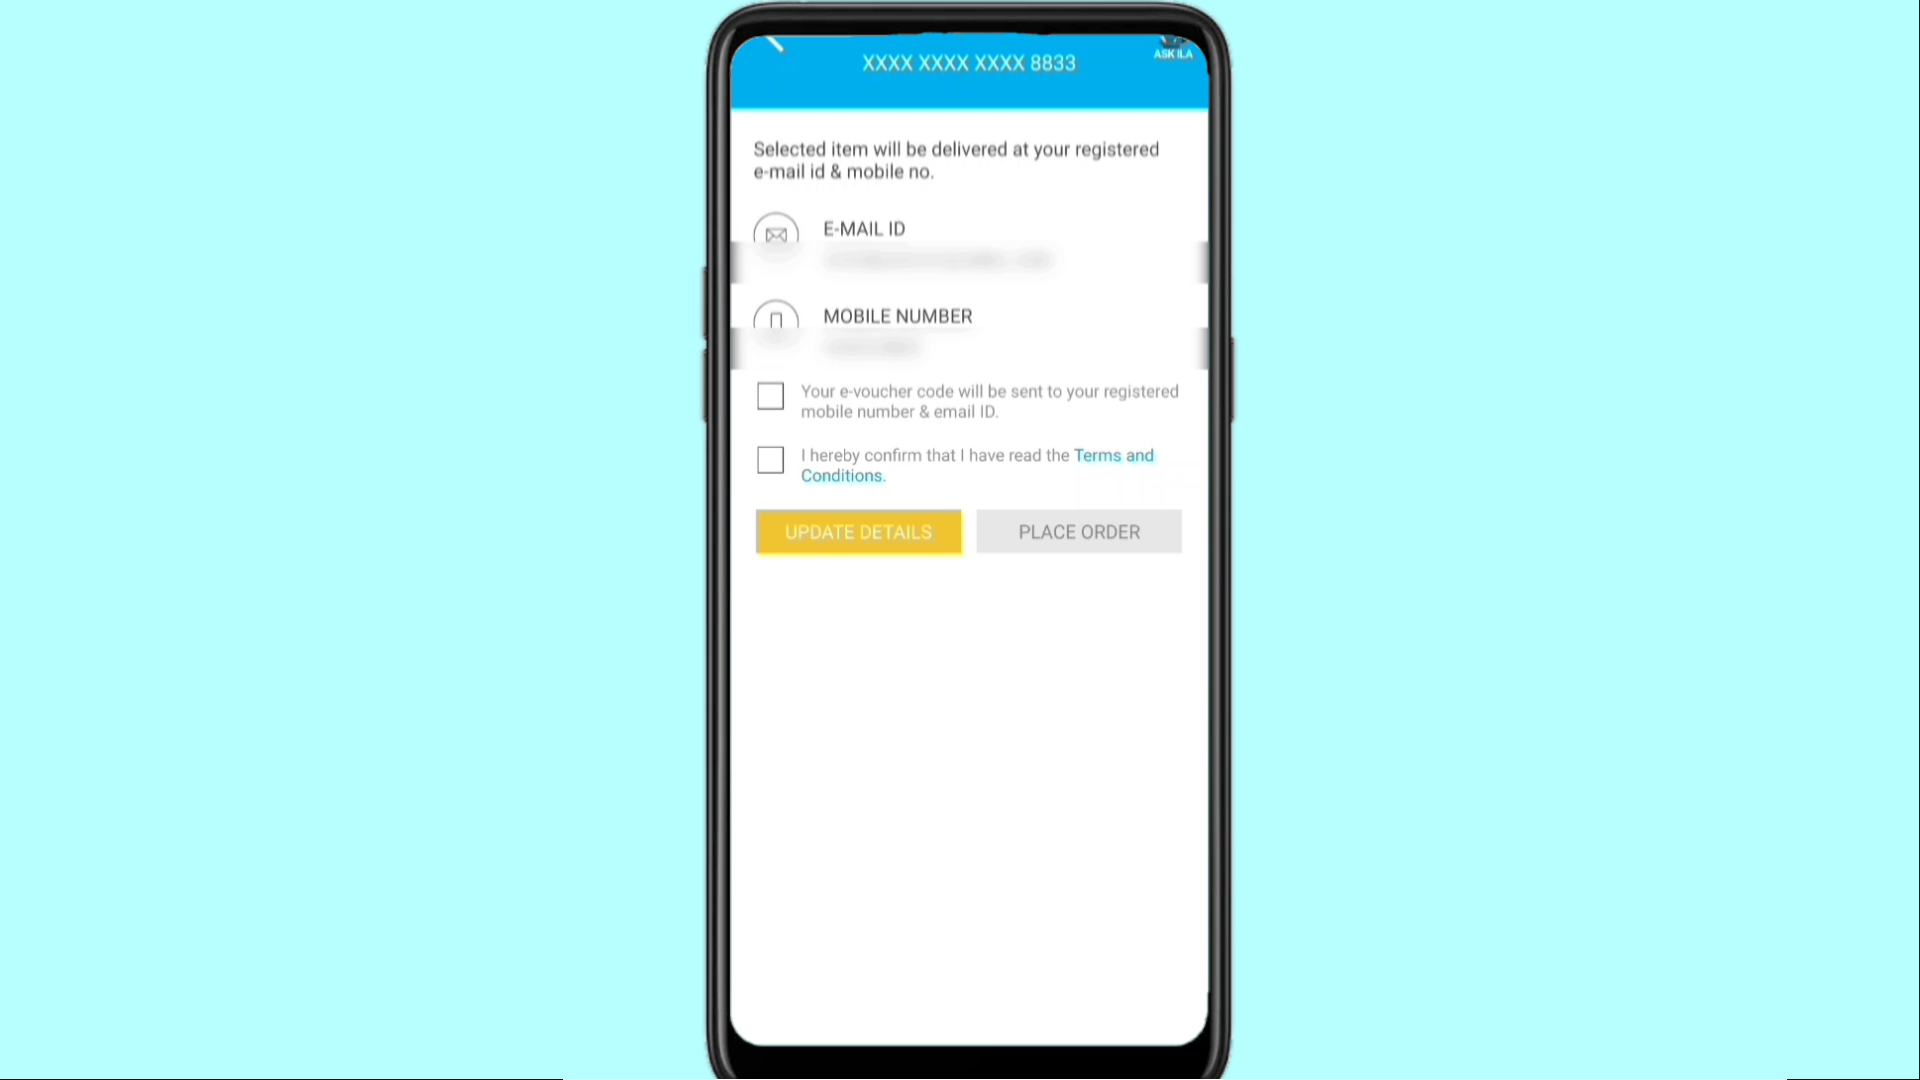 XXXX XXXX XXXX 8833
ASK ILA
Selected item will be delivered at your registered
e-mail id & mobile no.
E-MAIL ID
MOBILE NUMBER
Your e-voucher code will be sent to your registered
mobile number & email ID.
I hereby confirm that I have read the Terms and
Conditions.
UPDATE DETAILS
PLACE ORDER